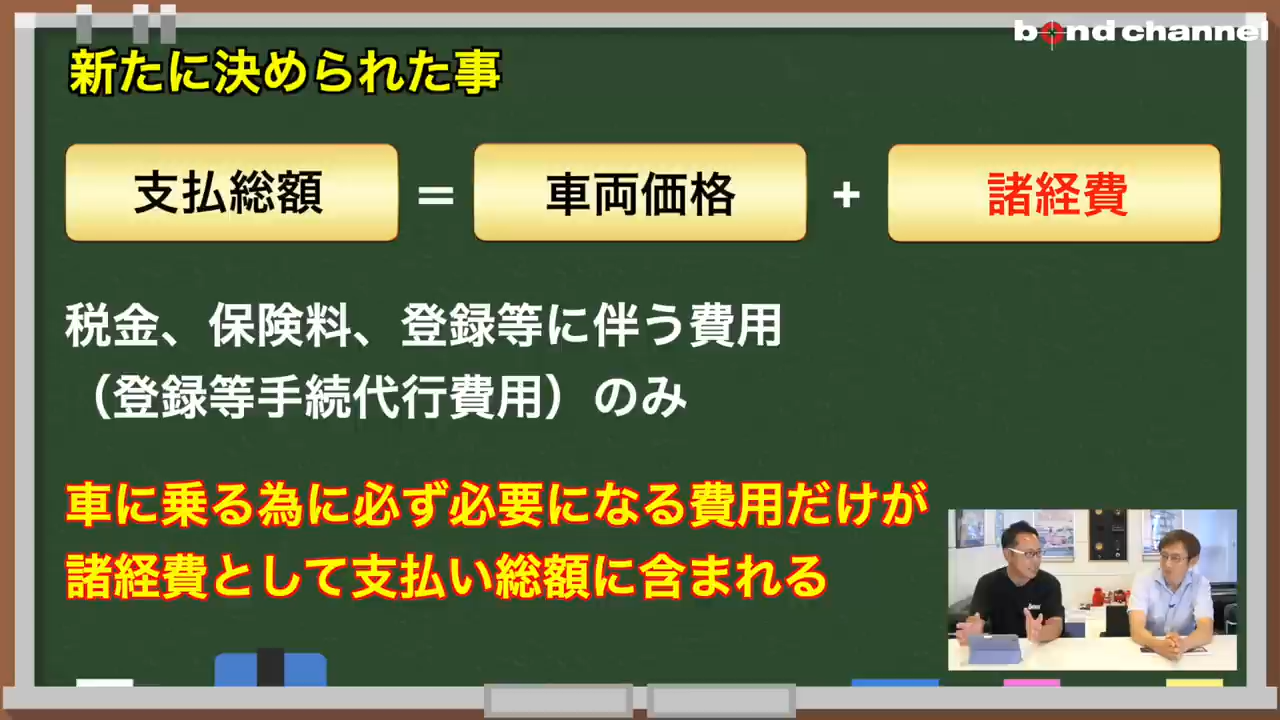 bond channel
新たに決められた事
支払総額 = 車両価格 + 諸経費
税金、保険料、登録等に伴う費用
（登録等手続代行費用）のみ
車に乗る為に必ず必要になる費用だけが
諸経費として支払い総額に含まれる